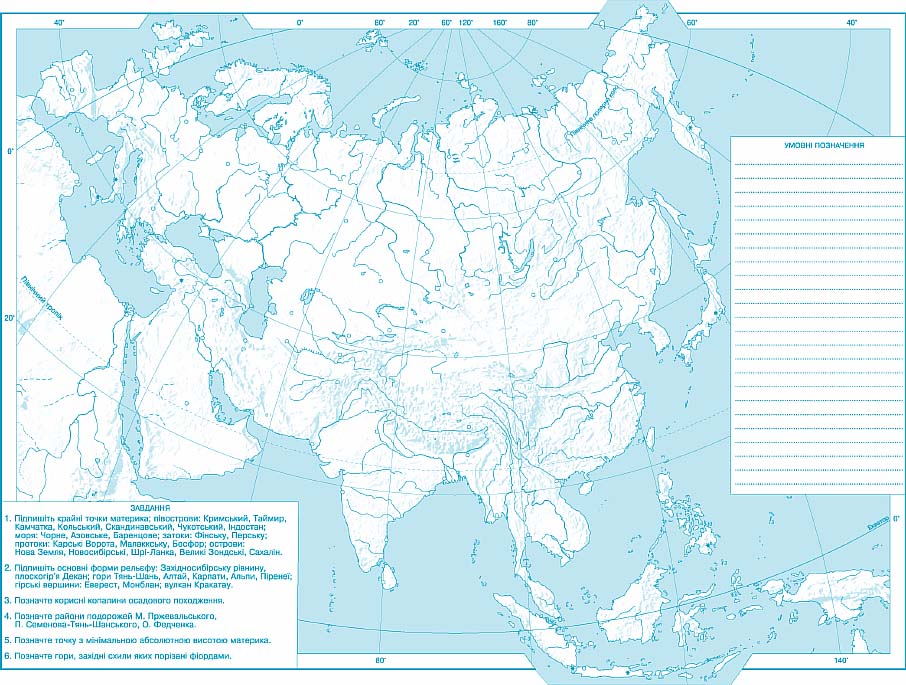 40° 0° 60° 20° 60° 120° 160° 80° 60° 40°
Північне полярне коло
0°
УМОВНІ ПОЗНАЧЕННЯ
Північний тропік
20°
ЗАВДАННЯ
1. Підпишіть крайні точки материка; півострови: Кримський, Таймир,
Камчатка, Кольський, Скандинавський, Чукотський, Індостан;
моря: Чорне, Азовське, Баренцове; затоки: Фінську, Перську;
протоки: Карські Ворота, Малаккську, Босфор; острови:
Нова Земля, Новосибірські, Шрі-Ланка, Великі Зондські, Сахалін.
2. Підпишіть основні форми рельєфу: Західносибірську рівнину,
плоскогір'я Декан; гори Тянь-Шань, Алтай, Карпати, Альпи, Піренеї;
гірські вершини: Еверест, Монблан; вулкан Кракатау.
3. Позначте корисні копалини осадового походження.
4. Позначте райони подорожей М. Пржевальського,
П. Семенова-Тянь-Шанського, О. Федченка.
5. Позначте точку з мінімальною абсолютною висотою материка.
6. Позначте гори, західні схили яких порізані фіордами.
Екватор
0°
80°
140°